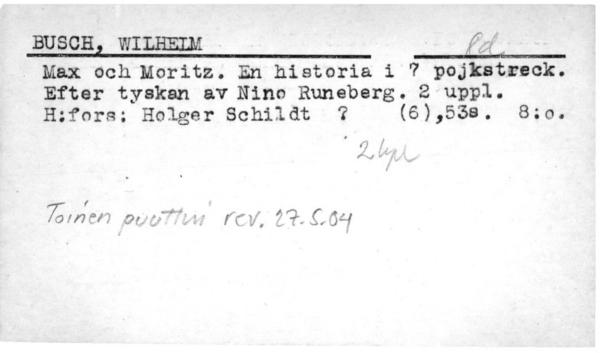 BUSCH, WILHELM
Max och Moritz. En historia i 7 pojkstreck.
Efter tyskan av Nino Runeberg. 2 uppl.
H:fors: Holger Schildt ? (6),53s. 8:o.
2 kpl
Toinen puuttui rev. 27.5.04